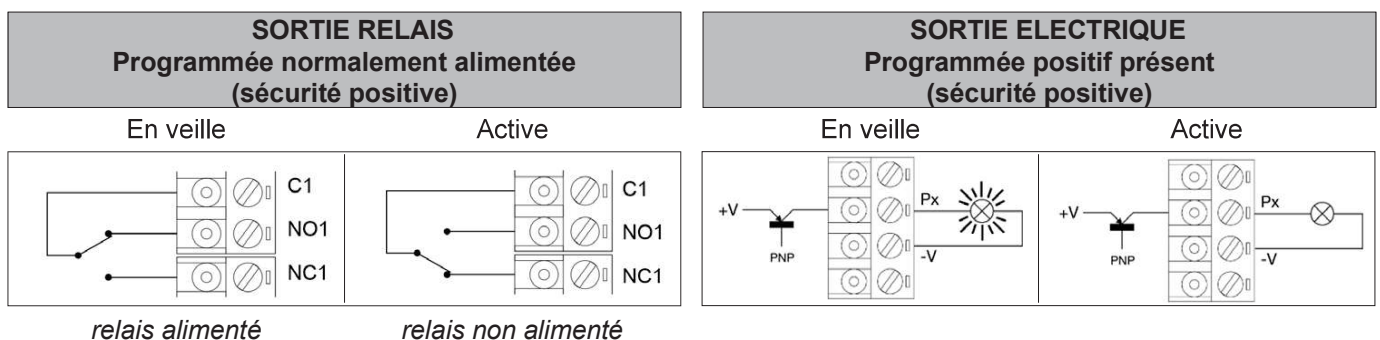 SORTIE RELAIS
Programmée normalement alimentée
(sécurité positive)
En veille
Active
C1
NO1
NC1
C1
NO1
NC1
relais alimenté
relais non alimenté
SORTIE ELECTRIQUE
Programmée positif présent
(sécurité positive)
En veille
Active
+V
PNP
Px
-V
+V
PNP
Px
-V